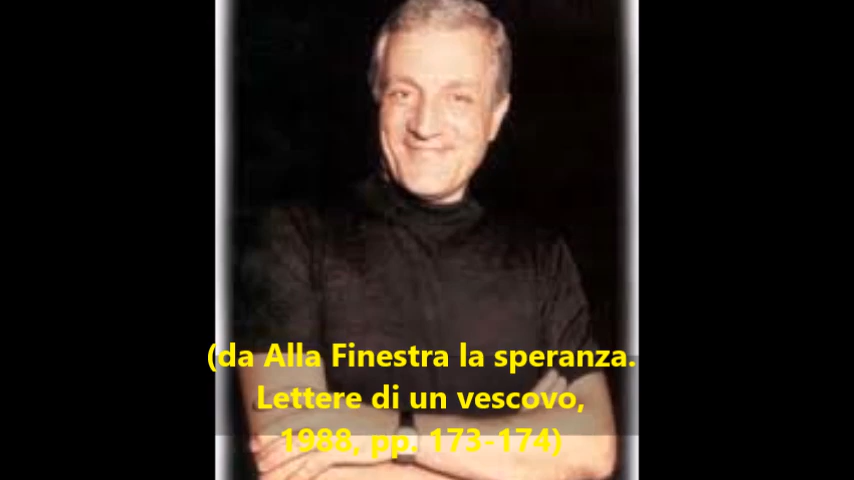 (da Alla Finestra la speranza.
Lettere di un vescovo,
1988, pp. 173-174)